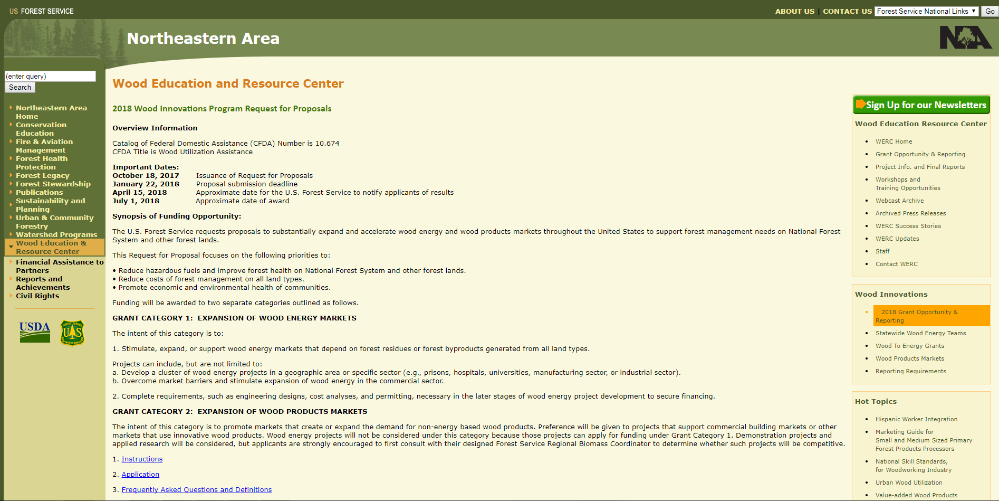 US FOREST SERVICE
ABOUT US | CONTACT US Forest Service National Links Go
Northeastern Area
NA
(enter query)
Search
Northeastern Area
Home
Conservation
Education
Fire & Aviation
Management
Forest Health
Protection
Forest Legacy
Forest Stewardship
Publications
Sustainability and
Planning
Urban & Community
Forestry
Watershed Programs
Wood Education &
Resource Center
Financial Assistance to
Partners
Reports and
Achievements
Civil Rights
USDA
FOREST SERVICE
U S
DEPARTMENT OF AGRICULTURE
Wood Education and Resource Center
2018 Wood Innovations Program Request for Proposals
Overview Information
Catalog of Federal Domestic Assistance (CFDA) Number is 10.674
CFDA Title is Wood Utilization Assistance
Important Dates:
October 18, 2017 Issuance of Request for Proposals
January 22, 2018 Proposal submission deadline
April 15, 2018 Approximate date for the U.S. Forest Service to notify applicants of results
July 1, 2018 Approximate date of award
Synopsis of Funding Opportunity:
The U.S. Forest Service requests proposals to substantially expand and accelerate wood energy and wood products markets throughout the United States to support forest management needs on National Forest
System and other forest lands.
This Request for Proposal focuses on the following priorities to:
• Reduce hazardous fuels and improve forest health on National Forest System and other forest lands.
• Reduce costs of forest management on all land types.
• Promote economic and environmental health of communities.
Funding will be awarded to two separate categories outlined as follows.
GRANT CATEGORY 1: EXPANSION OF WOOD ENERGY MARKETS
The intent of this category is to:
1. Stimulate, expand, or support wood energy markets that depend on forest residues or forest byproducts generated from all land types.
Projects can include, but are not limited to:
a. Develop a cluster of wood energy projects in a geographic area or specific sector (e.g., prisons, hospitals, universities, manufacturing sector, or industrial sector).
b. Overcome market barriers and stimulate expansion of wood energy in the commercial sector.
2. Complete requirements, such as engineering designs, cost analyses, and permitting, necessary in the later stages of wood energy project development to secure financing.
GRANT CATEGORY 2: EXPANSION OF WOOD PRODUCTS MARKETS
The intent of this category is to promote markets that create or expand the demand for non-energy based wood products. Preference will be given to projects that support commercial building markets or other
markets that use innovative wood products. Wood energy projects will not be considered under this category because those projects can apply for funding under Grant Category 1. Demonstration projects and
applied research will be considered, but applicants are strongly encouraged to first consult with their designed Forest Service Regional Biomass Coordinator to determine whether such projects will be competitive.
1. Instructions
2. Application
3. Frequently Asked Questions and Definitions
Sign Up for our Newsletters
Wood Education Resource Center
• WERC Home
• Grant Opportunity & Reporting
• Project Info. and Final Reports
• Workshops and
Training Opportunities
• Webcast Archive
• Archived Press Releases
• WERC Success Stories
• WERC Updates
• Staff
• Contact WERC
Wood Innovations
• 2018 Grant Opportunity &
Reporting
• Statewide Wood Energy Teams
• Wood To Energy Grants
• Wood Products Markets
• Reporting Requirements
Hot Topics
• Hispanic Worker Integration
• Marketing Guide for
Small and Medium Sized Primary
Forest Products Processors
• National Skill Standards,
for Woodworking Industry
• Urban Wood Utilization
• Value-added Wood Products